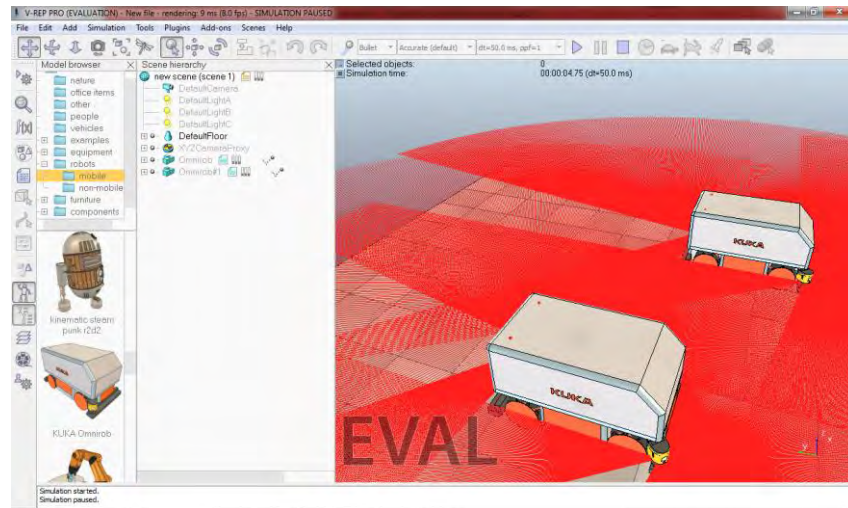 V-REP PRO (EVALUATION) - New file - rendering: 9 ms (8.0 fps) - SIMULATION PAUSED
File Edit Add Simulation Tools Plugins Add-ons Scenes Help
Bullet Accurate (default) dt=50.0 ms, ppf=1
Model browser
nature
office items
other
people
vehicles
examples
equipment
robots
mobile
non-mobile
furniture
components
kinematic steam
punk r2d2
KUKA Omnirob
Scene hierarchy
new scene (scene 1)
DefaultCamera
DefaultLightA
DefaultLightB
DefaultLightC
DefaultFloor
XYZCameraProxy
Omnirob
Omnirob#1
Selected objects: 0
Simulation time: 00:00:04.75 (dt=50.0 ms)
KUKA
KUKA
EVAL
x
y
z
Simulation started.
Simulation paused.